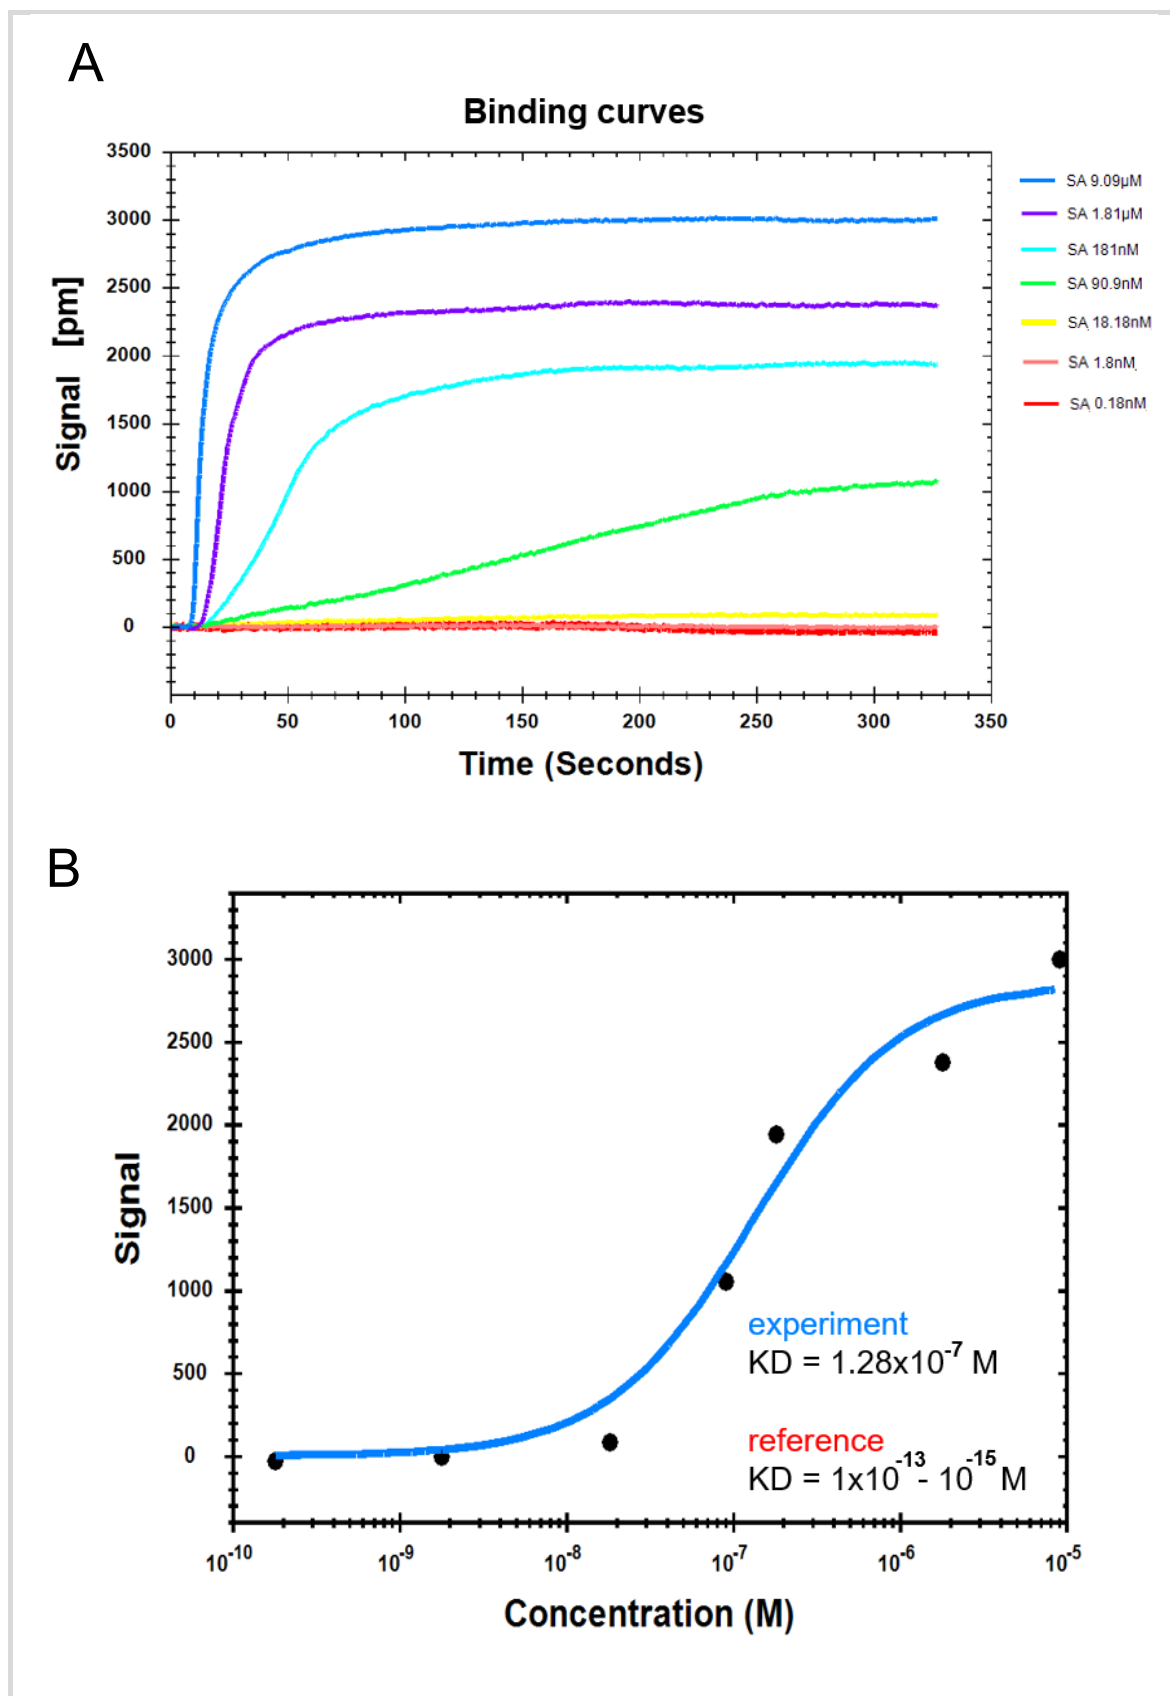 A
Binding curves
3500
3000
2500
2000
1500
1000
500
0
Signal [pm]
0 50 100 150 200 250 300 350
Time (Seconds)
SA 9.09µM
SA 1.81µM
SA 181nM
SA 90.9nM
SA 18.18nM
SA 1.8nM
SA 0.18nM
B
3000
2500
2000
1500
1000
500
0
Signal
experiment
KD = 1.28x10⁻⁷ M
reference
KD = 1x10⁻¹³ - 10⁻¹⁵ M
10⁻¹⁰ 10⁻⁹ 10⁻⁸ 10⁻⁷ 10⁻⁶ 10⁻⁵
Concentration (M)